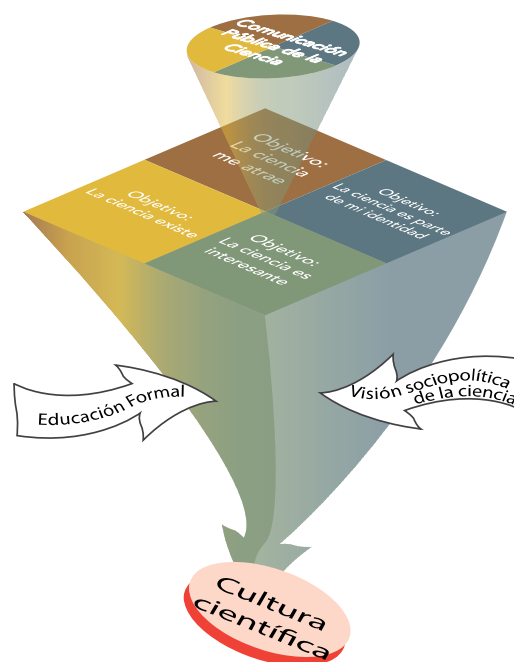 Comunicación
Pública de la
Ciencia
Objetivo:
La ciencia
me atrae
Objetivo:
La ciencia existe
Objetivo:
La ciencia es parte
de mi identidad
Objetivo:
La ciencia es
interesante
Educación Formal
Visión sociopolítica
de la ciencia
Cultura
científica